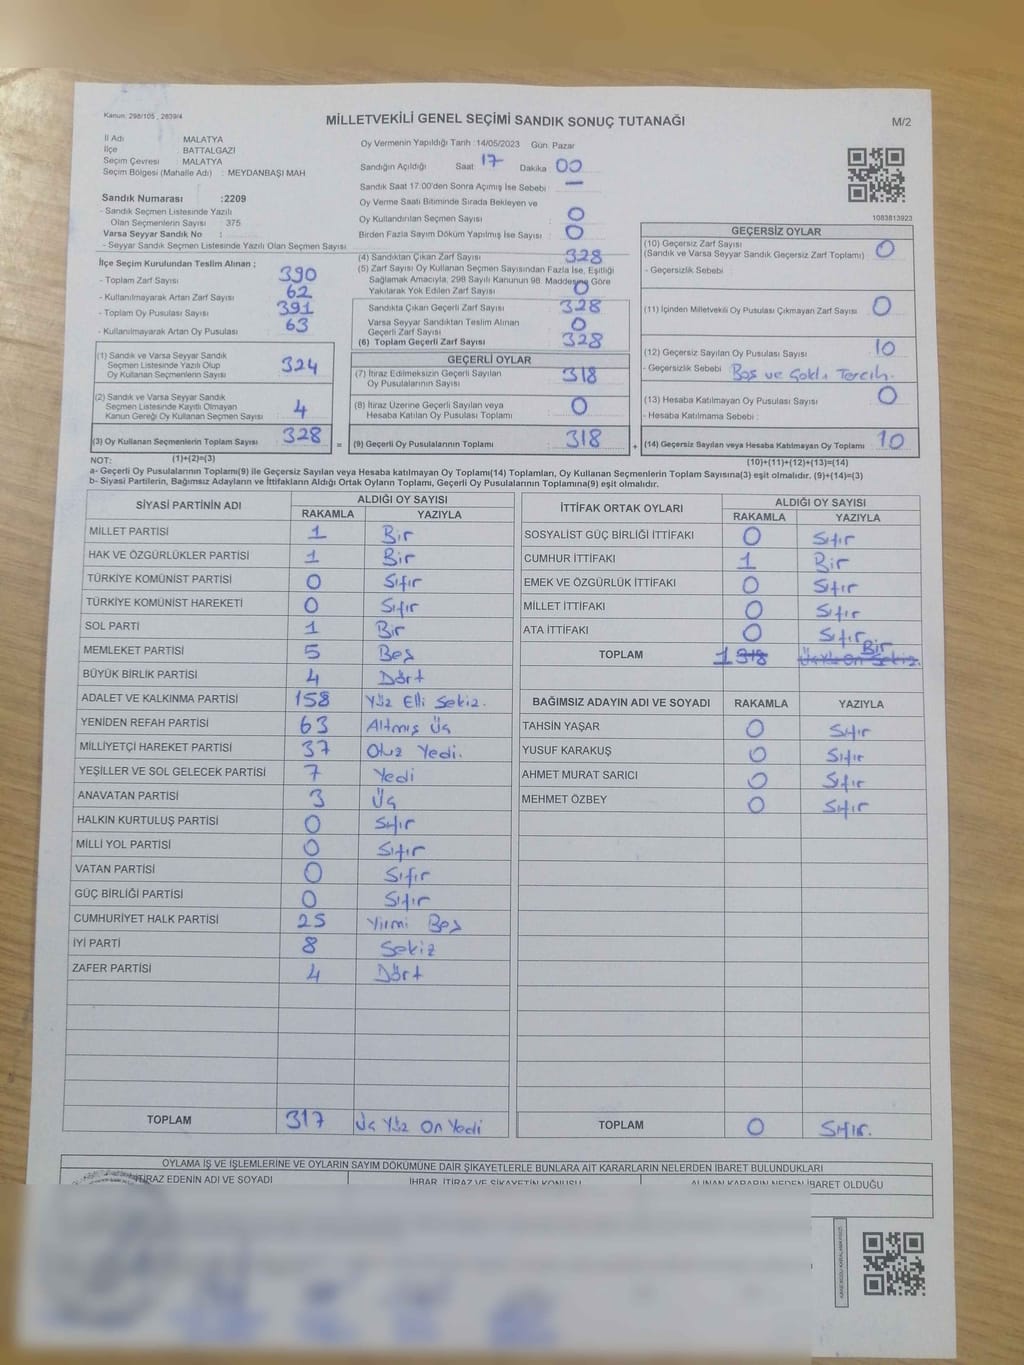 Kanun: 298/105 , 2839/4
MİLLETVEKİLİ GENEL SEÇİMİ SANDIK SONUÇ TUTANAĞI
M/2
İl Adı MALATYA
İlçe BATTALGAZİ
Seçim Çevresi MALATYA
Seçim Bölgesi (Mahalle Adı) : MEYDANBAŞI MAH
Sandık Numarası :2209
- Sandık Seçmen Listesinde Yazılı
Olan Seçmenlerin Sayısı : 375
Varsa Seyyar Sandık No :
- Seyyar Sandık Seçmen Listesinde Yazılı Olan Seçmen Sayısı
Oy Vermenin Yapıldığı Tarih :14/05/2023 Gün: Pazar
Sandığın Açıldığı Saat 17 Dakika 00
Sandık Saat 17:00'den Sonra Açımış İse Sebebi : —
Oy Verme Saati Bitiminde Sırada Bekleyen ve
Oy Kullandırılan Seçmen Sayısı : 0
Birden Fazla Sayım Döküm Yapılmış İse Sayısı : 0
1083813923
İlçe Seçim Kurulundan Teslim Alınan ;
- Toplam Zarf Sayısı 390
- Kullanılmayarak Artan Zarf Sayısı 62
- Toplam Oy Pusulası Sayısı 391
- Kullanılmayarak Artan Oy Pusulası 63
(4) Sandıktan Çıkan Zarf Sayısı 328
(5) Zarf Sayısı Oy Kullanan Seçmen Sayısından Fazla İse, Eşitliği
Sağlamak Amacıyla, 298 Sayılı Kanunun 98. Maddesine Göre
Yakılarak Yok Edilen Zarf Sayısı 0
Sandıkta Çıkan Geçerli Zarf Sayısı 328
Varsa Seyyar Sandıktan Teslim Alınan
Geçerli Zarf Sayısı 0
(6) Toplam Geçerli Zarf Sayısı 328
GEÇERSİZ OYLAR
(10) Geçersiz Zarf Sayısı 0
(Sandık ve Varsa Seyyar Sandık Geçersiz Zarf Toplamı)
- Geçersizlik Sebebi
(11) İçinden Milletvekili Oy Pusulası Çıkmayan Zarf Sayısı 0
(12) Geçersiz Sayılan Oy Pusulası Sayısı 10
- Geçersizlik Sebebi Boş ve Çoklu Tercih.
(13) Hesaba Katılmayan Oy Pusulası Sayısı 0
- Hesaba Katılmama Sebebi :
(14) Geçersiz Sayılan veya Hesaba Katılmayan Oy Toplamı 10
(10)+(11)+(12)+(13)=(14)
(1) Sandık ve Varsa Seyyar Sandık
Seçmen Listesinde Yazılı Olup
Oy Kullanan Seçmenlerin Sayısı 324
(2) Sandık ve Varsa Seyyar Sandık
Seçmen Listesinde Kayıtlı Olmayan
Kanun Gereği Oy Kullanan Seçmen Sayısı 4
(3) Oy Kullanan Seçmenlerin Toplam Sayısı 328 =
(1)+(2)=(3)
GEÇERLİ OYLAR
(7) İtiraz Edilmeksizin Geçerli Sayılan
Oy Pusulalarının Sayısı 318
(8) İtiraz Üzerine Geçerli Sayılan veya
Hesaba Katılan Oy Pusulası Toplamı 0
(9) Geçerli Oy Pusulalarının Toplamı 318 +
NOT:
a- Geçerli Oy Pusulalarının Toplamı(9) ile Geçersiz Sayılan veya Hesaba katılmayan Oy Toplam(14) Toplamları, Oy Kullanan Seçmenlerin Toplam Sayısına(3) eşit olmalıdır. (9)+(14)=(3)
b- Siyasi Partilerin, Bağımsız Adayların ve İttifakların Aldığı Ortak Oyların Toplamı, Geçerli Oy Pusulalarının Toplamına(9) eşit olmalıdır.
SİYASİ PARTİNİN ADI ALDIĞI OY SAYISI
RAKAMLA YAZIYLA
MİLLET PARTİSİ 1 Bir
HAK VE ÖZGÜRLÜKLER PARTİSİ 1 Bir
TÜRKİYE KOMÜNİST PARTİSİ 0 Sıfır
TÜRKİYE KOMÜNİST HAREKETİ 0 Sıfır
SOL PARTİ 1 Bir
MEMLEKET PARTİSİ 5 Beş
BÜYÜK BİRLİK PARTİSİ 4 Dört
ADALET VE KALKINMA PARTİSİ 158 Yüz Elli Sekiz.
YENİDEN REFAH PARTİSİ 63 Altmış Üç
MİLLİYETÇİ HAREKET PARTİSİ 37 Otuz Yedi.
YEŞİLLER VE SOL GELECEK PARTİSİ 7 Yedi
ANAVATAN PARTİSİ 3 Üç
HALKIN KURTULUŞ PARTİSİ 0 Sıfır
MİLLİ YOL PARTİSİ 0 Sıfır
VATAN PARTİSİ 0 Sıfır
GÜÇ BİRLİĞİ PARTİSİ 0 Sıfır
CUMHURİYET HALK PARTİSİ 25 Yirmi Beş
İYİ PARTİ 8 Sekiz
ZAFER PARTİSİ 4 Dört
TOPLAM 317 Üç Yüz On Yedi
İTTİFAK ORTAK OYLARI ALDIĞI OY SAYISI
RAKAMLA YAZIYLA
SOSYALİST GÜÇ BİRLİĞİ İTTİFAKI 0 Sıfır
CUMHUR İTTİFAKI 1 Bir
EMEK VE ÖZGÜRLÜK İTTİFAKI 0 Sıfır
MİLLET İTTİFAKI 0 Sıfır
ATA İTTİFAKI 0 Sıfır
TOPLAM 1 318 Bir Üç Yüz On Sekiz.
BAĞIMSIZ ADAYIN ADI VE SOYADI RAKAMLA YAZIYLA
TAHSİN YAŞAR 0 Sıfır
YUSUF KARAKUŞ 0 Sıfır
AHMET MURAT SARICI 0 Sıfır
MEHMET ÖZBEY 0 Sıfır
TOPLAM 0 Sıfır.
OYLAMA İŞ VE İŞLEMLERİNE VE OYLARIN SAYIM DÖKÜMÜNE DAİR ŞİKAYETLERLE BUNLARA AİT KARARLARIN NELERDEN İBARET BULUNDUKLARI
İTİRAZ EDENİN ADI VE SOYADI İHBAR, İTİRAZ VE ŞİKAYETİN KONUSU ALINAN KARARIN NEDEN İBARET OLDUĞU